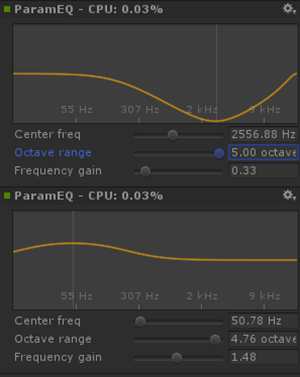 ParamEQ - CPU: 0.03%
55 Hz 307 Hz 2 kHz 9 kHz
Center freq 2556.88 Hz
Octave range 5.00 octave
Frequency gain 0.33
ParamEQ - CPU: 0.03%
55 Hz 307 Hz 2 kHz 9 kHz
Center freq 50.78 Hz
Octave range 4.76 octave
Frequency gain 1.48